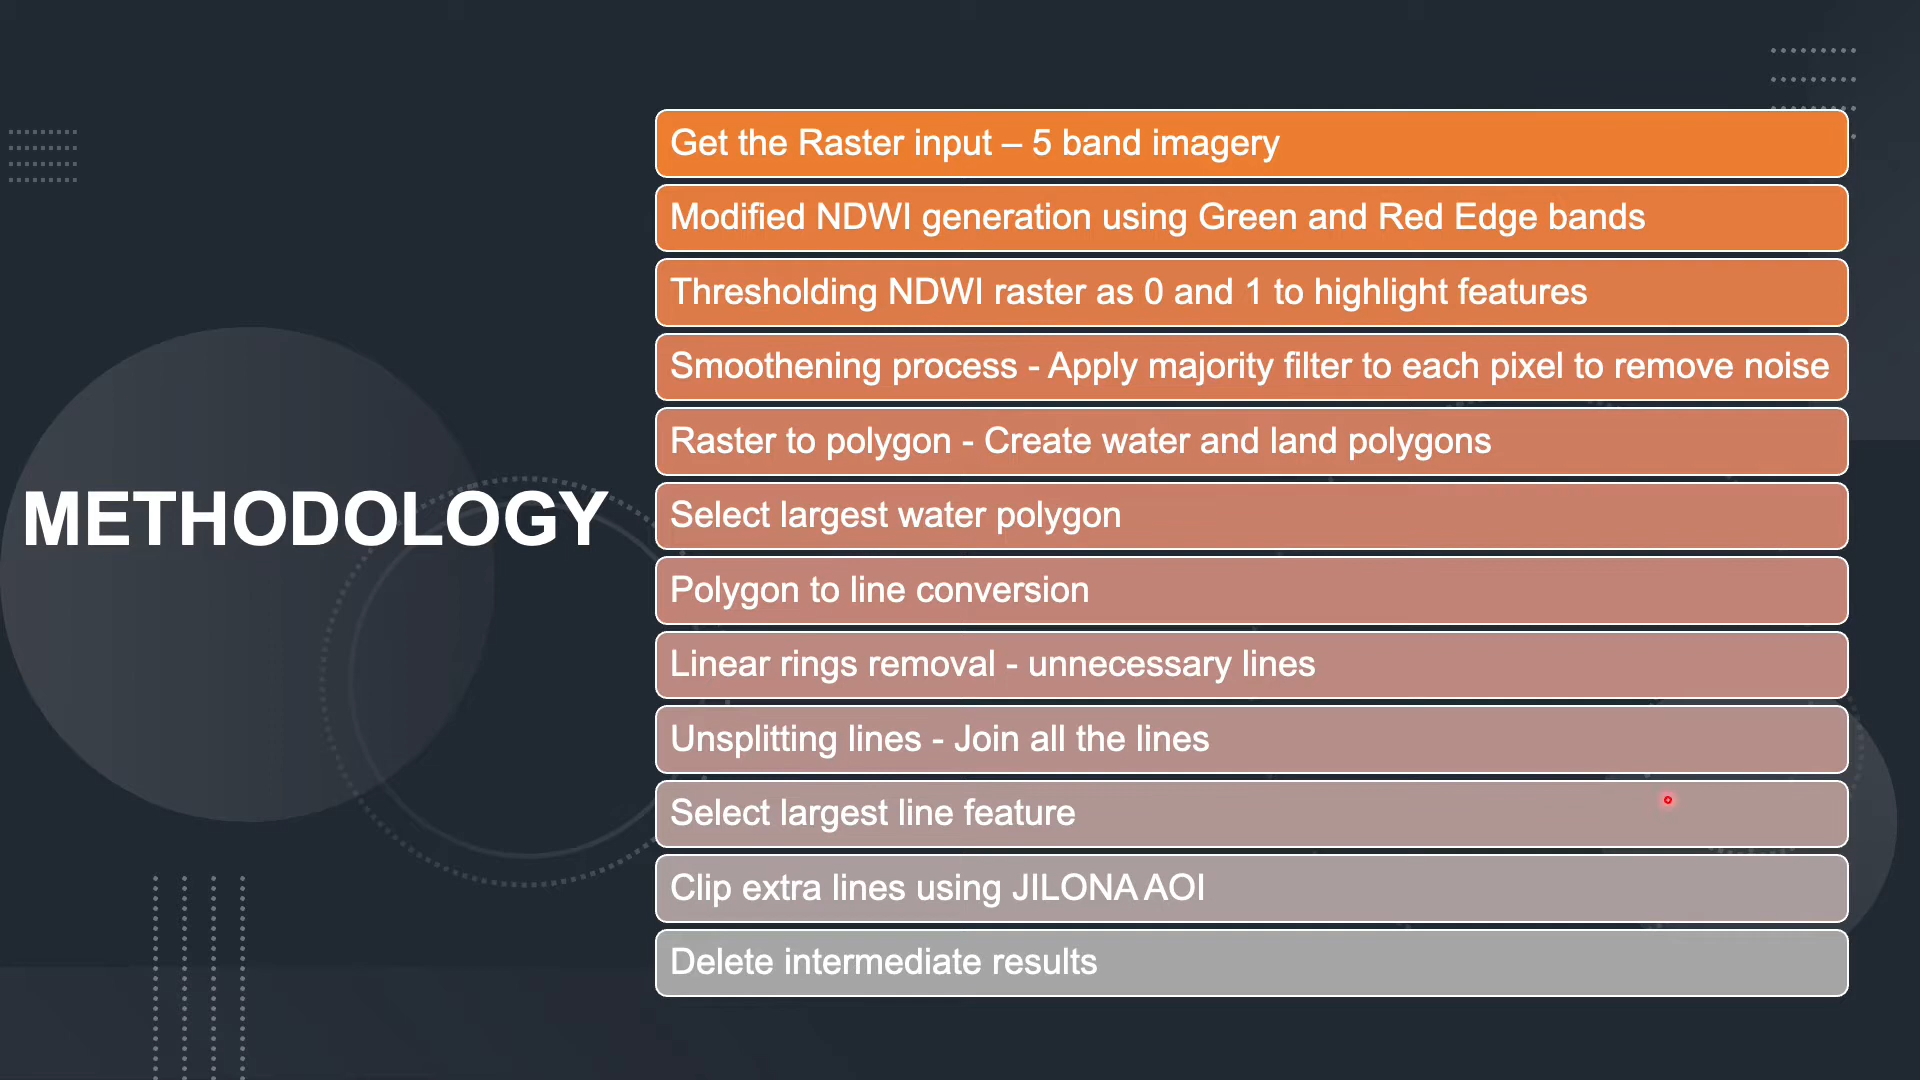 METHODOLOGY
Get the Raster input – 5 band imagery
Modified NDWI generation using Green and Red Edge bands
Thresholding NDWI raster as 0 and 1 to highlight features
Smoothening process - Apply majority filter to each pixel to remove noise
Raster to polygon - Create water and land polygons
Select largest water polygon
Polygon to line conversion
Linear rings removal - unnecessary lines
Unsplitting lines - Join all the lines
Select largest line feature
Clip extra lines using JILONA AOI
Delete intermediate results